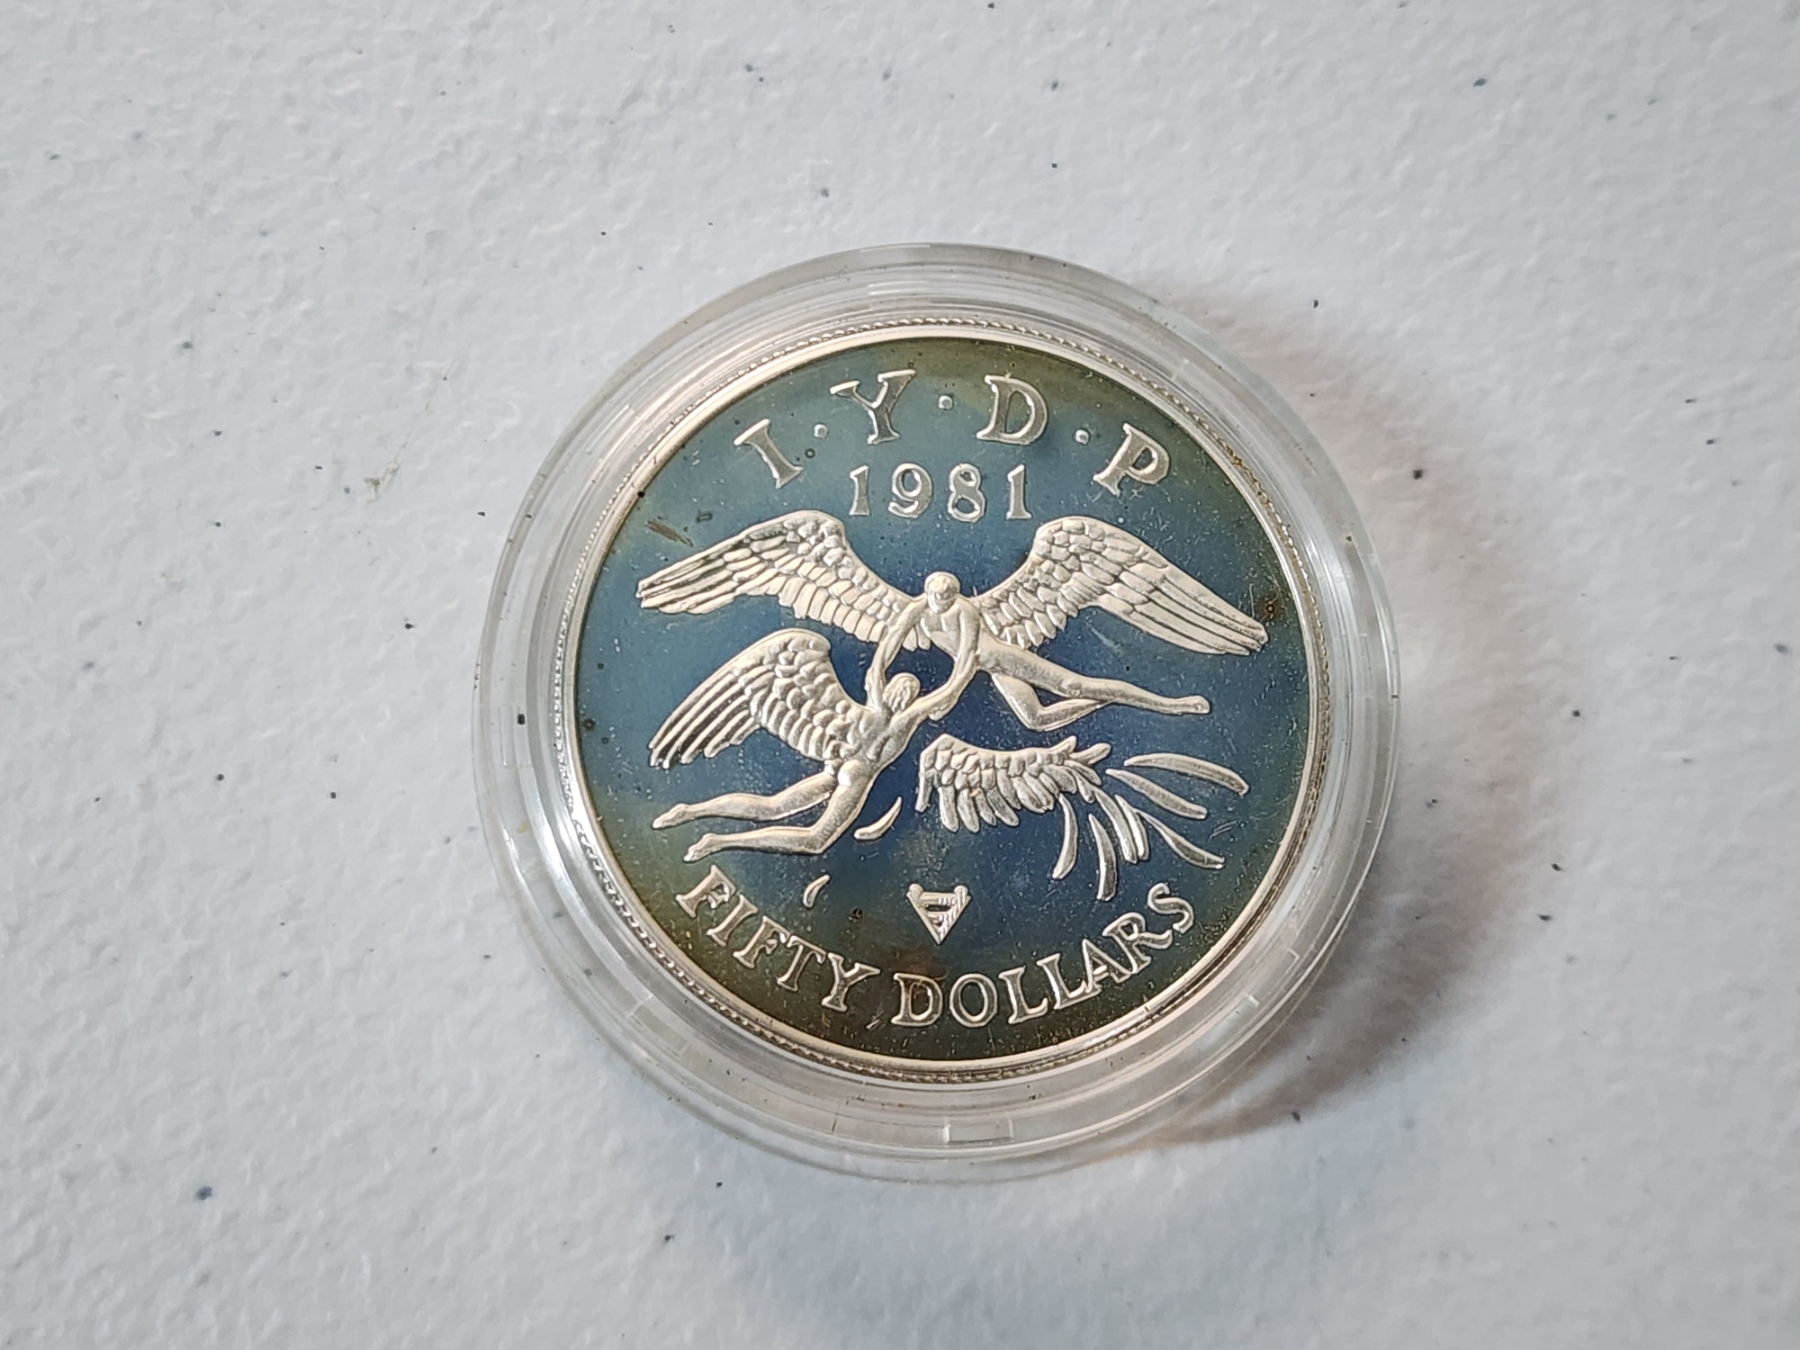 I·Y·D·P
1981
FIFTY DOLLARS